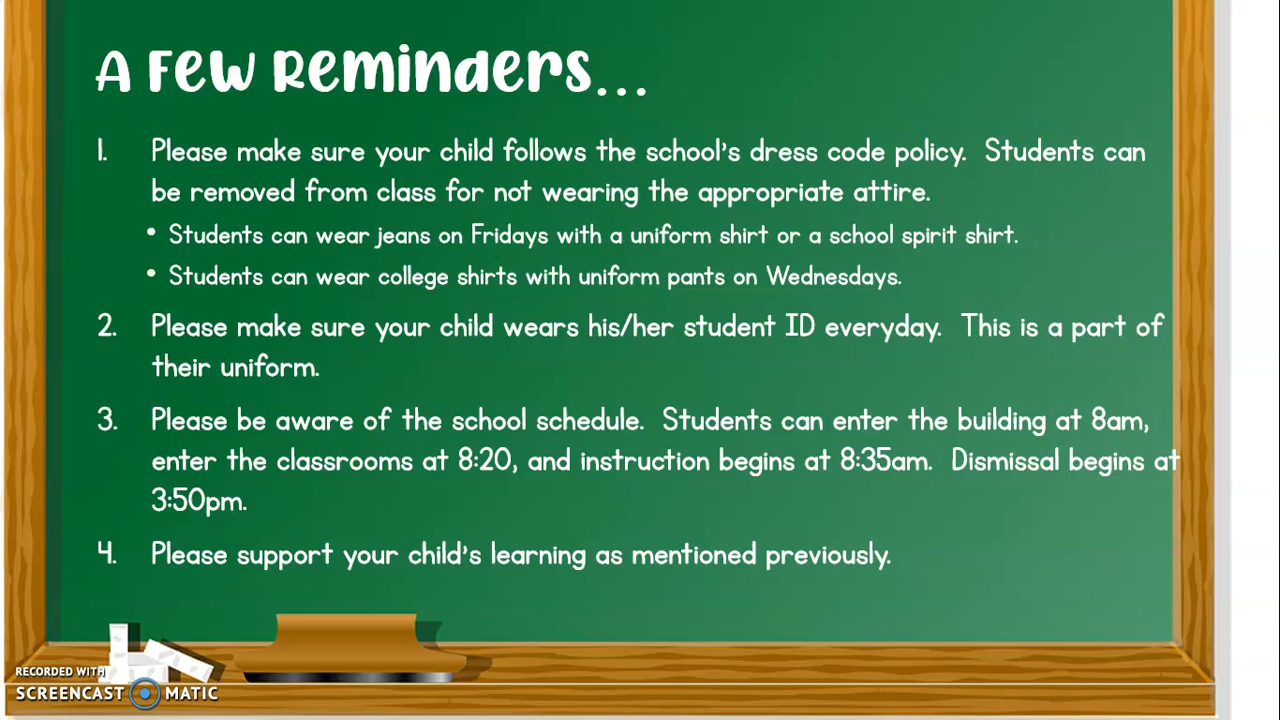 A Few Reminders...
1. Please make sure your child follows the school's dress code policy. Students can
be removed from class for not wearing the appropriate attire.
• Students can wear jeans on Fridays with a uniform shirt or a school spirit shirt.
• Students can wear college shirts with uniform pants on Wednesdays.
2. Please make sure your child wears his/her student ID everyday. This is a part of
their uniform.
3. Please be aware of the school schedule. Students can enter the building at 8am,
enter the classrooms at 8:20, and instruction begins at 8:35am. Dismissal begins at
3:50pm.
4. Please support your child's learning as mentioned previously.
RECORDED WITH
SCREENCAST MATIC